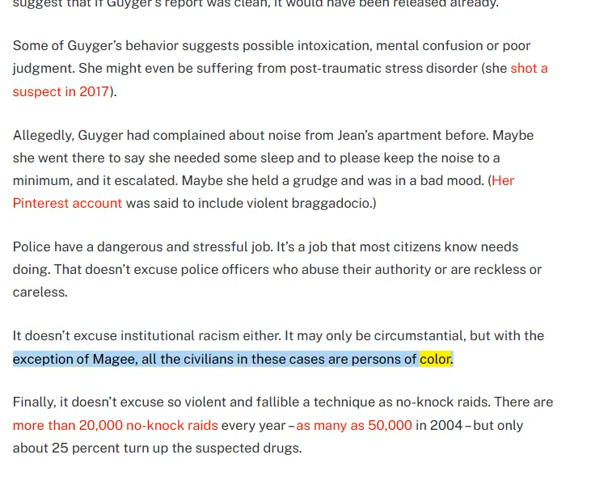 suggest that if Guyger's report was clean, it would have been released already.
Some of Guyger’s behavior suggests possible intoxication, mental confusion or poor
judgment. She might even be suffering from post-traumatic stress disorder (she shot a
suspect in 2017).
Allegedly, Guyger had complained about noise from Jean’s apartment before. Maybe
she went there to say she needed some sleep and to please keep the noise to a
minimum, and it escalated. Maybe she held a grudge and was in a bad mood. (Her
Pinterest account was said to include violent braggadocio.)
Police have a dangerous and stressful job. It’s a job that most citizens know needs
doing. That doesn’t excuse police officers who abuse their authority or are reckless or
careless.
It doesn’t excuse institutional racism either. It may only be circumstantial, but with the
exception of Magee, all the civilians in these cases are persons of color.
Finally, it doesn’t excuse so violent and fallible a technique as no-knock raids. There are
more than 20,000 no-knock raids every year – as many as 50,000 in 2004 – but only
about 25 percent turn up the suspected drugs.